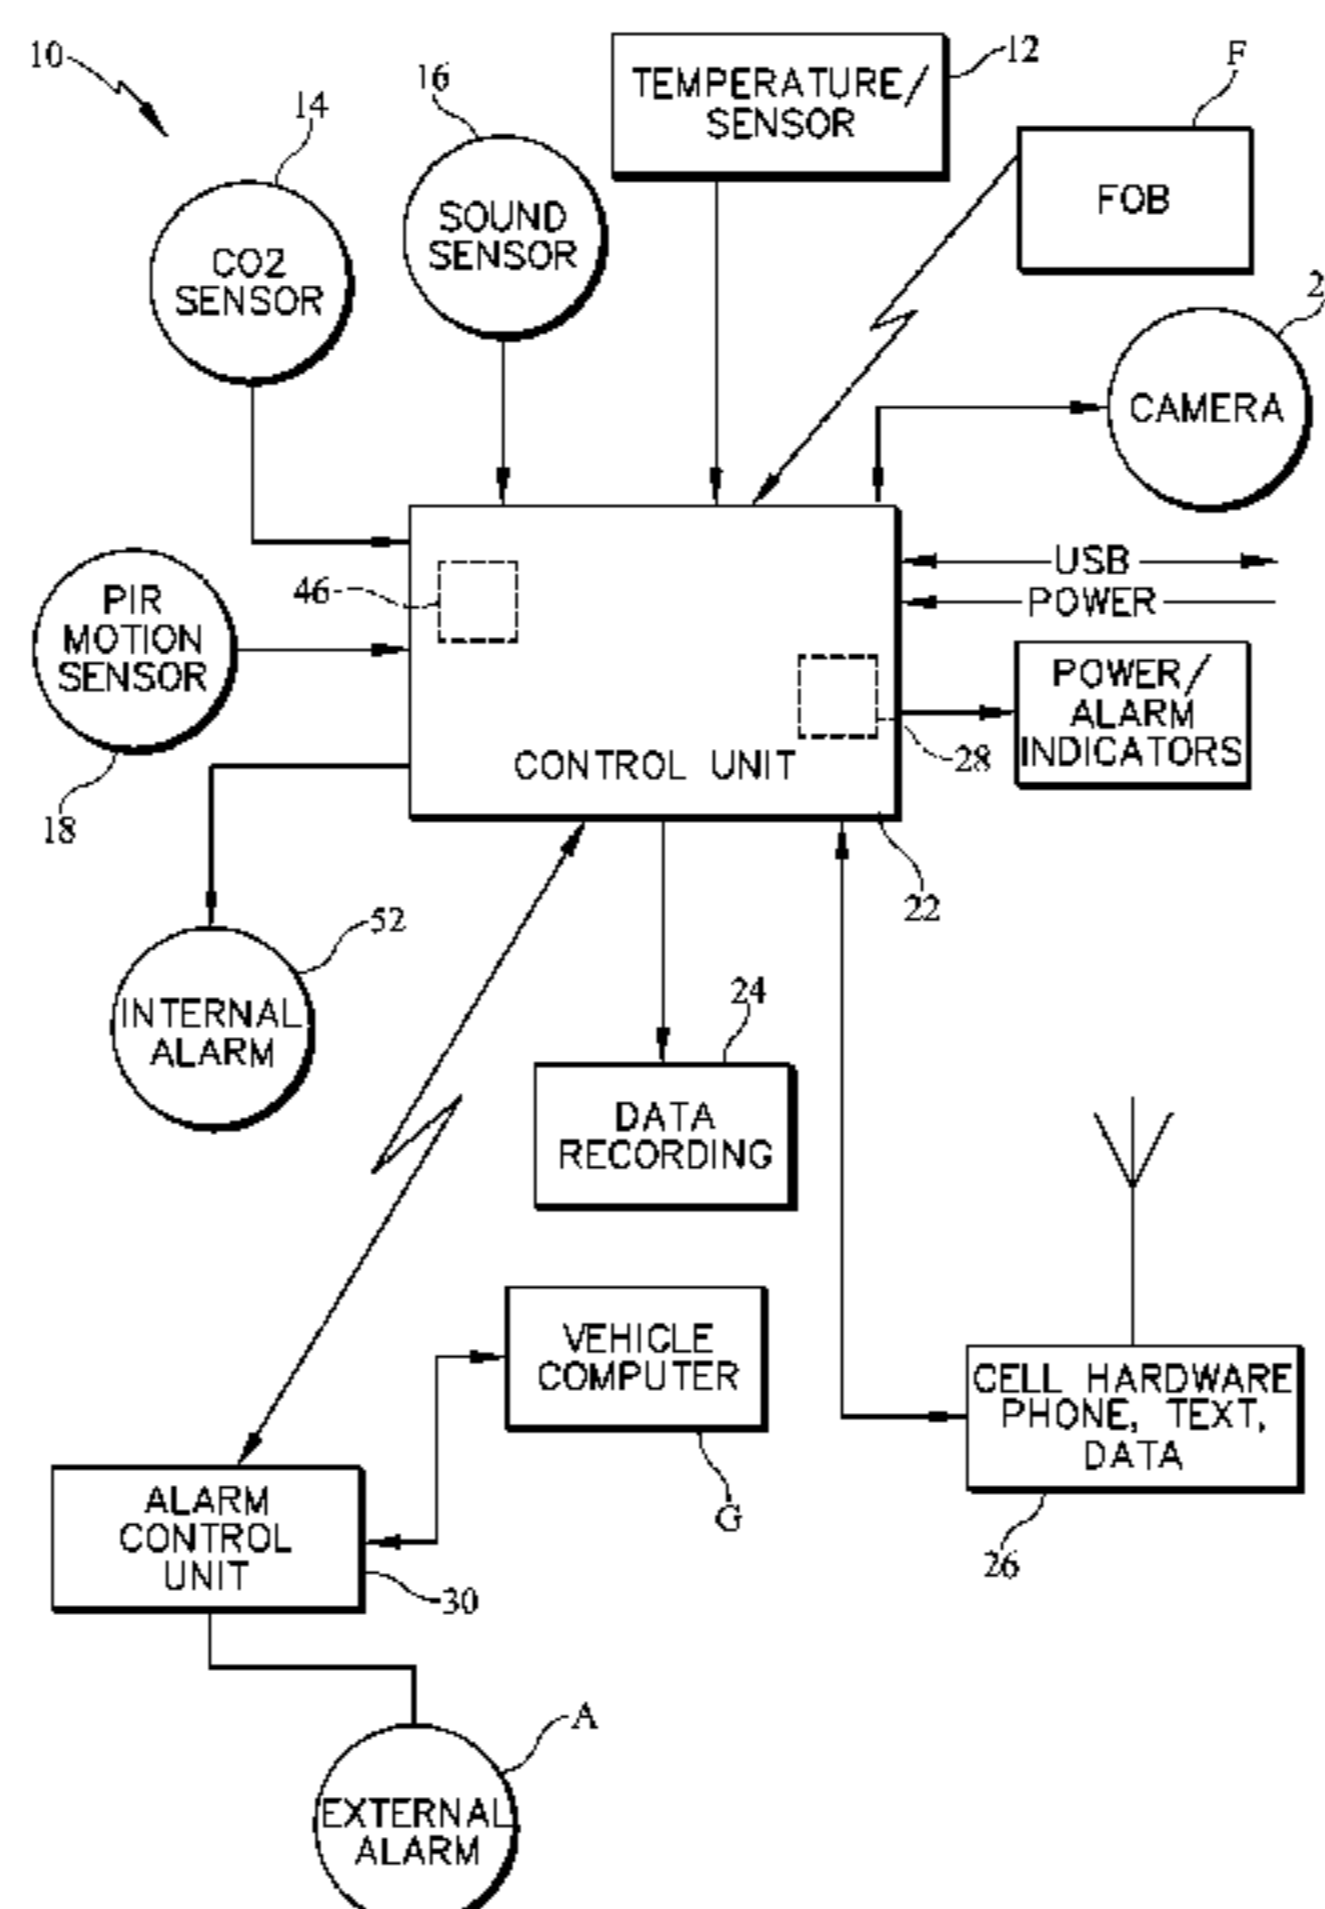 10
14
16
TEMPERATURE/
SENSOR
12
F
FOB
SOUND
SENSOR
CO2
SENSOR
2
CAMERA
USB
POWER
46
PIR
MOTION
SENSOR
18
POWER/
ALARM
INDICATORS
28
CONTROL UNIT
22
52
INTERNAL
ALARM
24
DATA
RECORDING
VEHICLE
COMPUTER
G
CELL HARDWARE
PHONE, TEXT,
DATA
26
ALARM
CONTROL
UNIT
30
A
EXTERNAL
ALARM